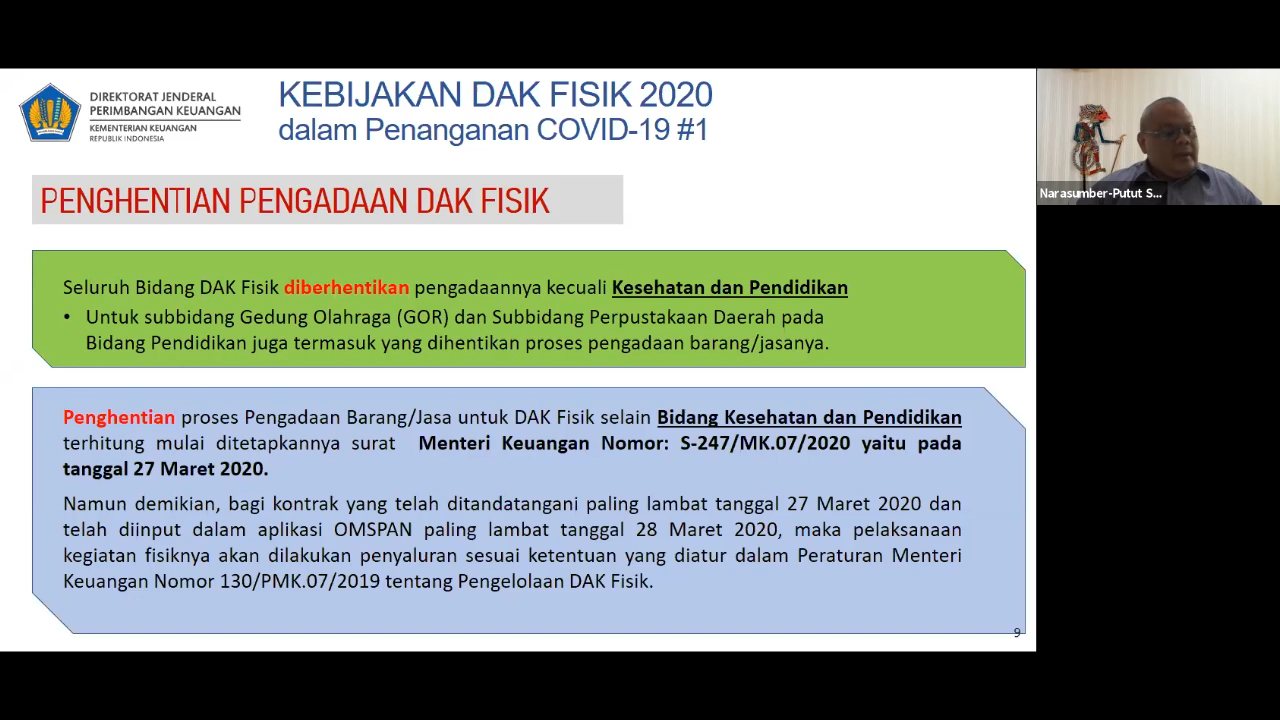 DIREKTORAT JENDERAL
PERIMBANGAN KEUANGAN
KEMENTERIAN KEUANGAN
REPUBLIK INDONESIA
KEBIJAKAN DAK FISIK 2020
dalam Penanganan COVID-19 #1
PENGHENTIAN PENGADAAN DAK FISIK
Seluruh Bidang DAK Fisik diberhentikan pengadaannya kecuali Kesehatan dan Pendidikan
• Untuk subbidang Gedung Olahraga (GOR) dan Subbidang Perpustakaan Daerah pada
Bidang Pendidikan juga termasuk yang dihentikan proses pengadaan barang/jasanya.
Penghentian proses Pengadaan Barang/Jasa untuk DAK Fisik selain Bidang Kesehatan dan Pendidikan
terhitung mulai ditetapkannya surat Menteri Keuangan Nomor: S-247/MK.07/2020 yaitu pada
tanggal 27 Maret 2020.
Namun demikian, bagi kontrak yang telah ditandatangani paling lambat tanggal 27 Maret 2020 dan
telah diinput dalam aplikasi OMSPAN paling lambat tanggal 28 Maret 2020, maka pelaksanaan
kegiatan fisiknya akan dilakukan penyaluran sesuai ketentuan yang diatur dalam Peraturan Menteri
Keuangan Nomor 130/PMK.07/2019 tentang Pengelolaan DAK Fisik.
9
Narasumber-Putut S...